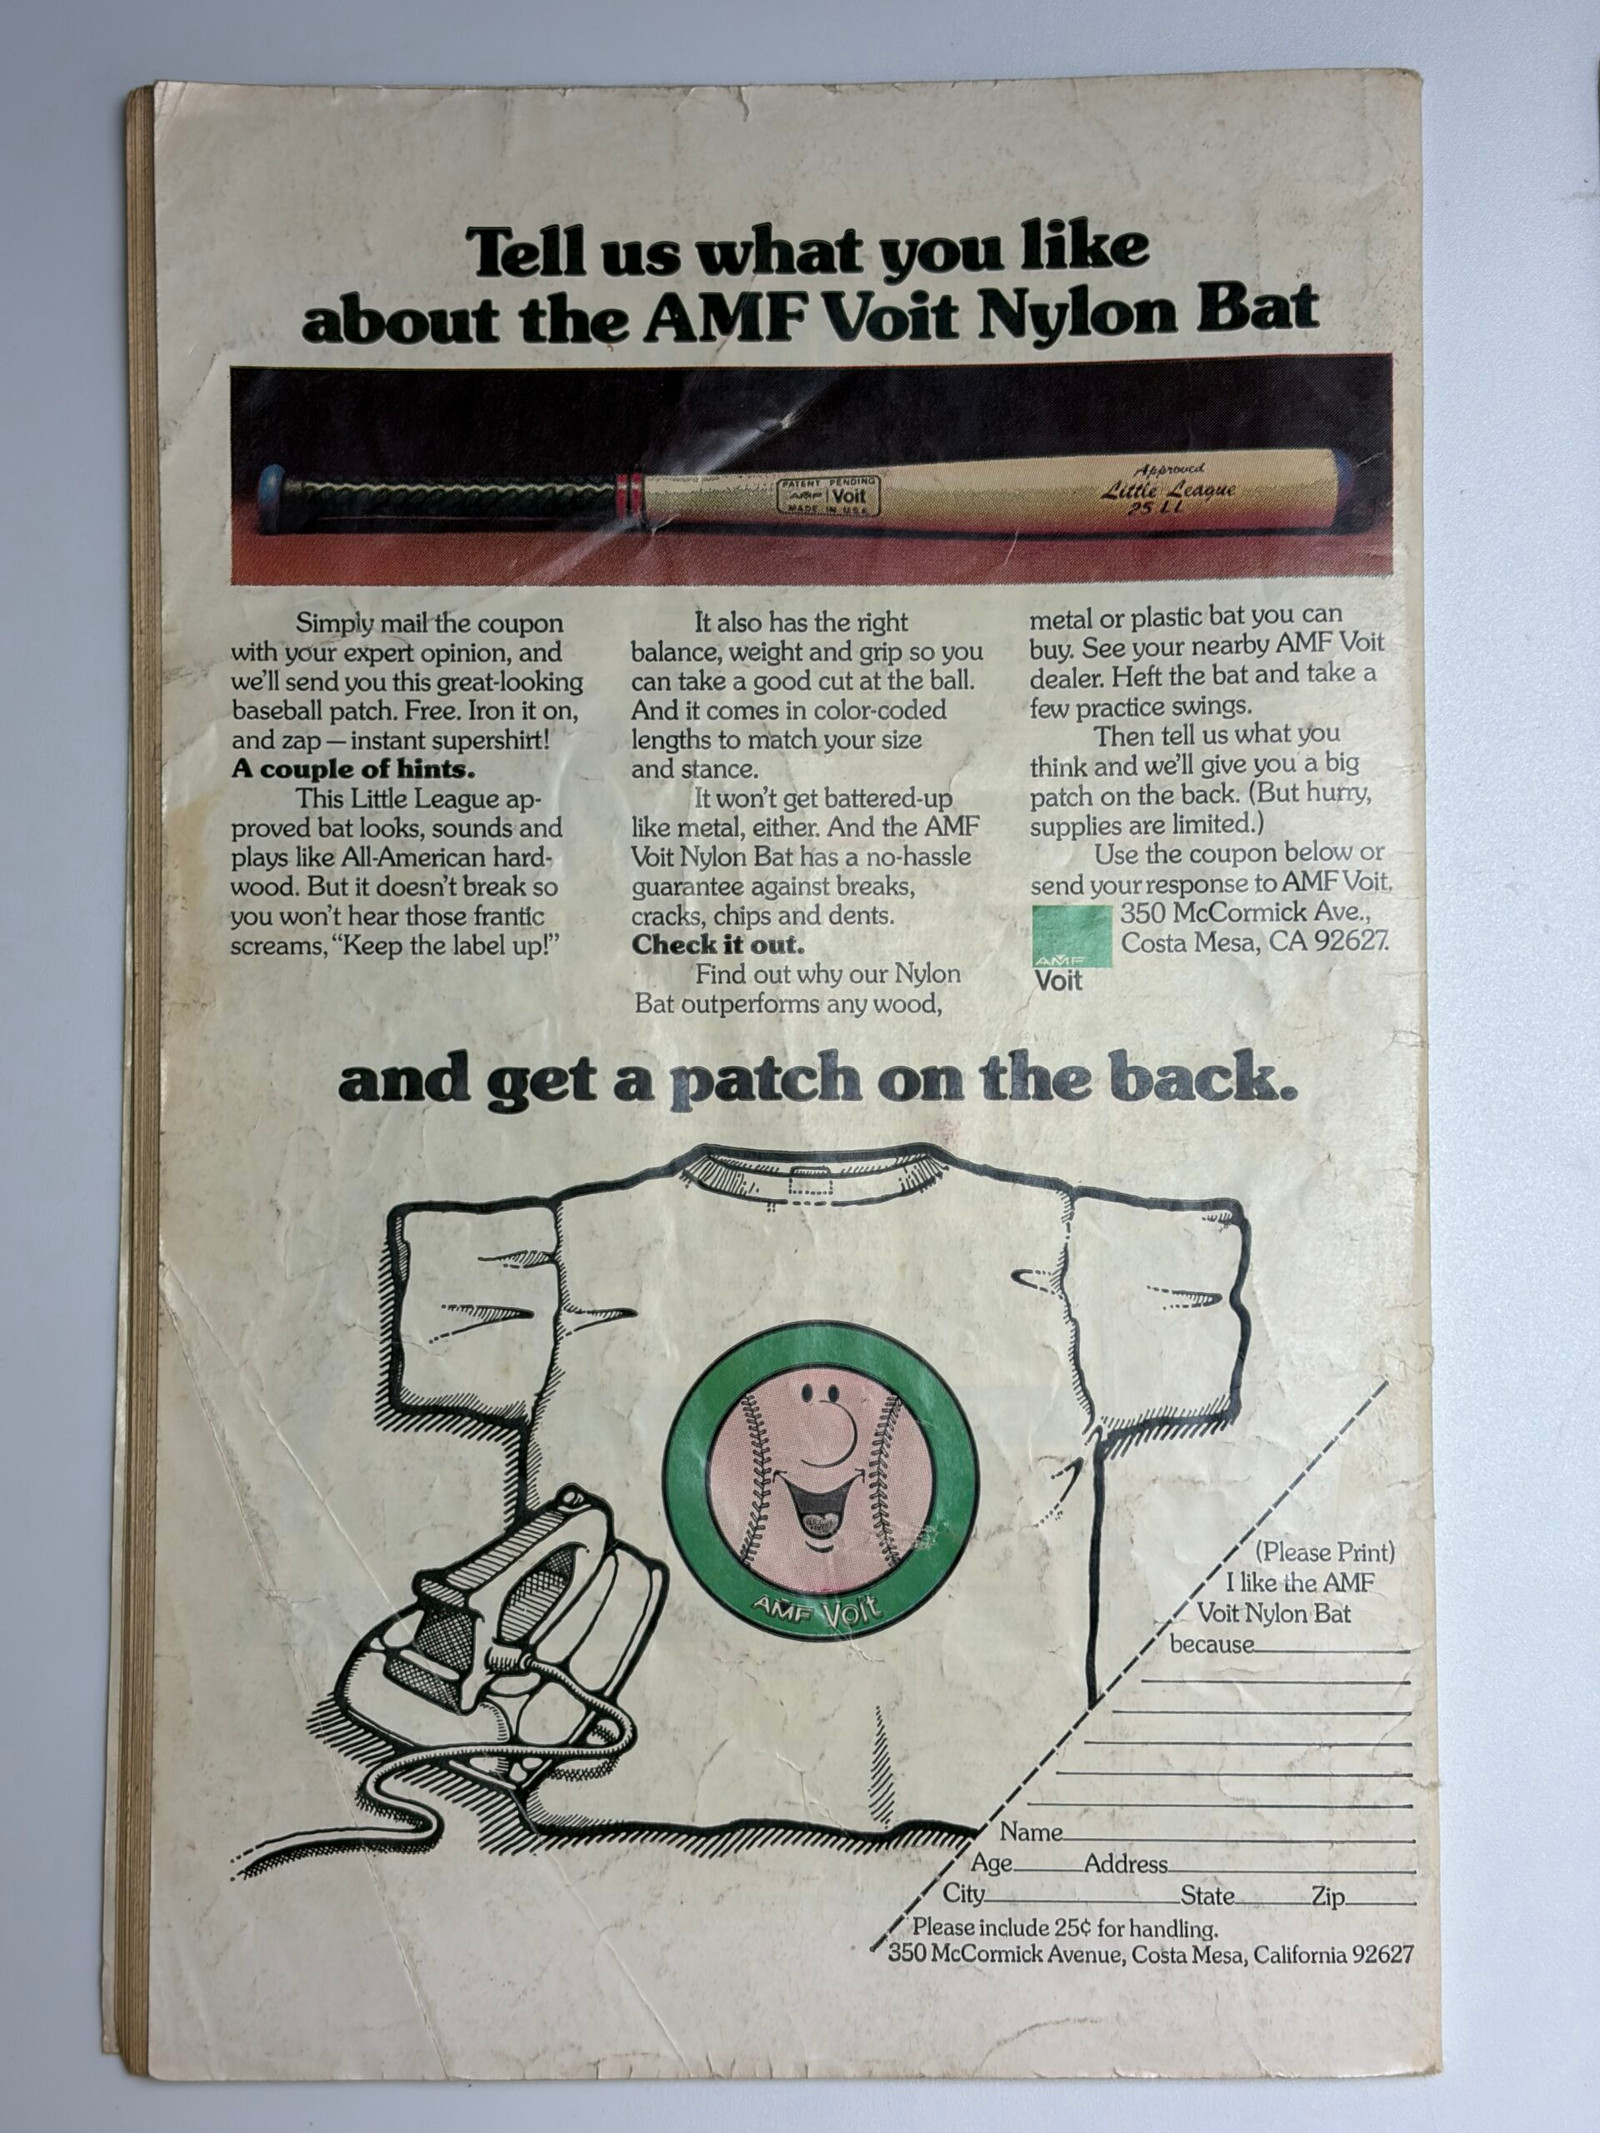 Tell us what you like
about the AMF Voit Nylon Bat
PATENT PENDING
AMF Voit
MADE IN U.S.A.
Approved
Little League
25 LL
Simply mail the coupon
with your expert opinion, and
we'll send you this great-looking
baseball patch. Free. Iron it on,
and zap — instant supershirt!
A couple of hints.
This Little League ap-
proved bat looks, sounds and
plays like All-American hard-
wood. But it doesn't break so
you won't hear those frantic
screams, “Keep the label up!”
It also has the right
balance, weight and grip so you
can take a good cut at the ball.
And it comes in color-coded
lengths to match your size
and stance.
It won't get battered-up
like metal, either. And the AMF
Voit Nylon Bat has a no-hassle
guarantee against breaks,
cracks, chips and dents.
Check it out.
Find out why our Nylon
Bat outperforms any wood,
metal or plastic bat you can
buy. See your nearby AMF Voit
dealer. Heft the bat and take a
few practice swings.
Then tell us what you
think and we'll give you a big
patch on the back. (But hurry,
supplies are limited.)
Use the coupon below or
send your response to AMF Voit,
350 McCormick Ave.,
Costa Mesa, CA 92627.
AMF
Voit
and get a patch on the back.
AMF Voit
(Please Print)
I like the AMF
Voit Nylon Bat
because
Name
Age Address
City State Zip
Please include 25¢ for handling.
350 McCormick Avenue, Costa Mesa, California 92627